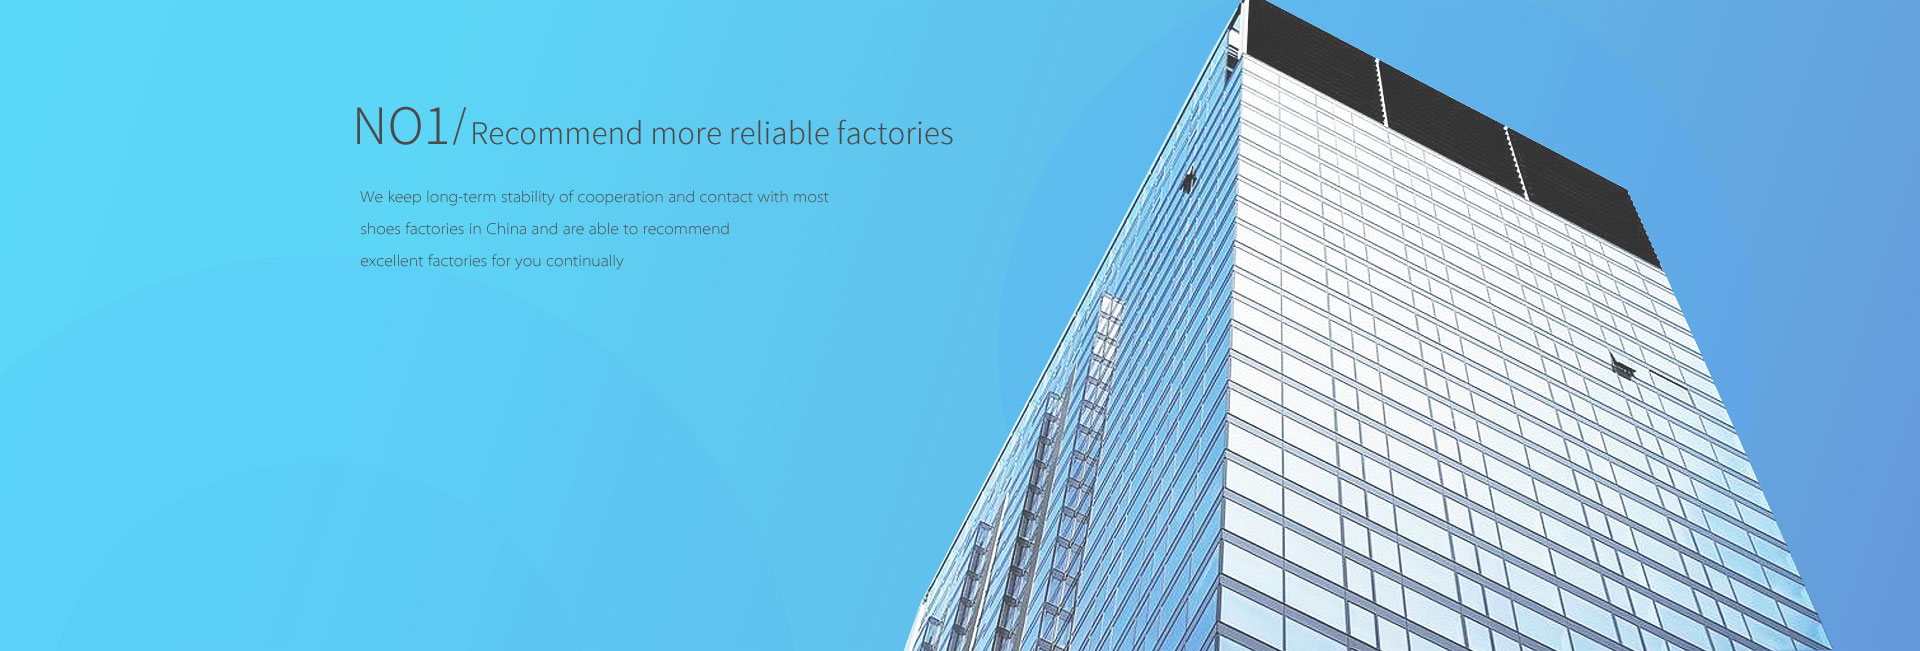 NO1/Recommend more reliable factories
We keep long-term stability of cooperation and contact with most
shoes factories in China and are able to recommend
excellent factories for you continually